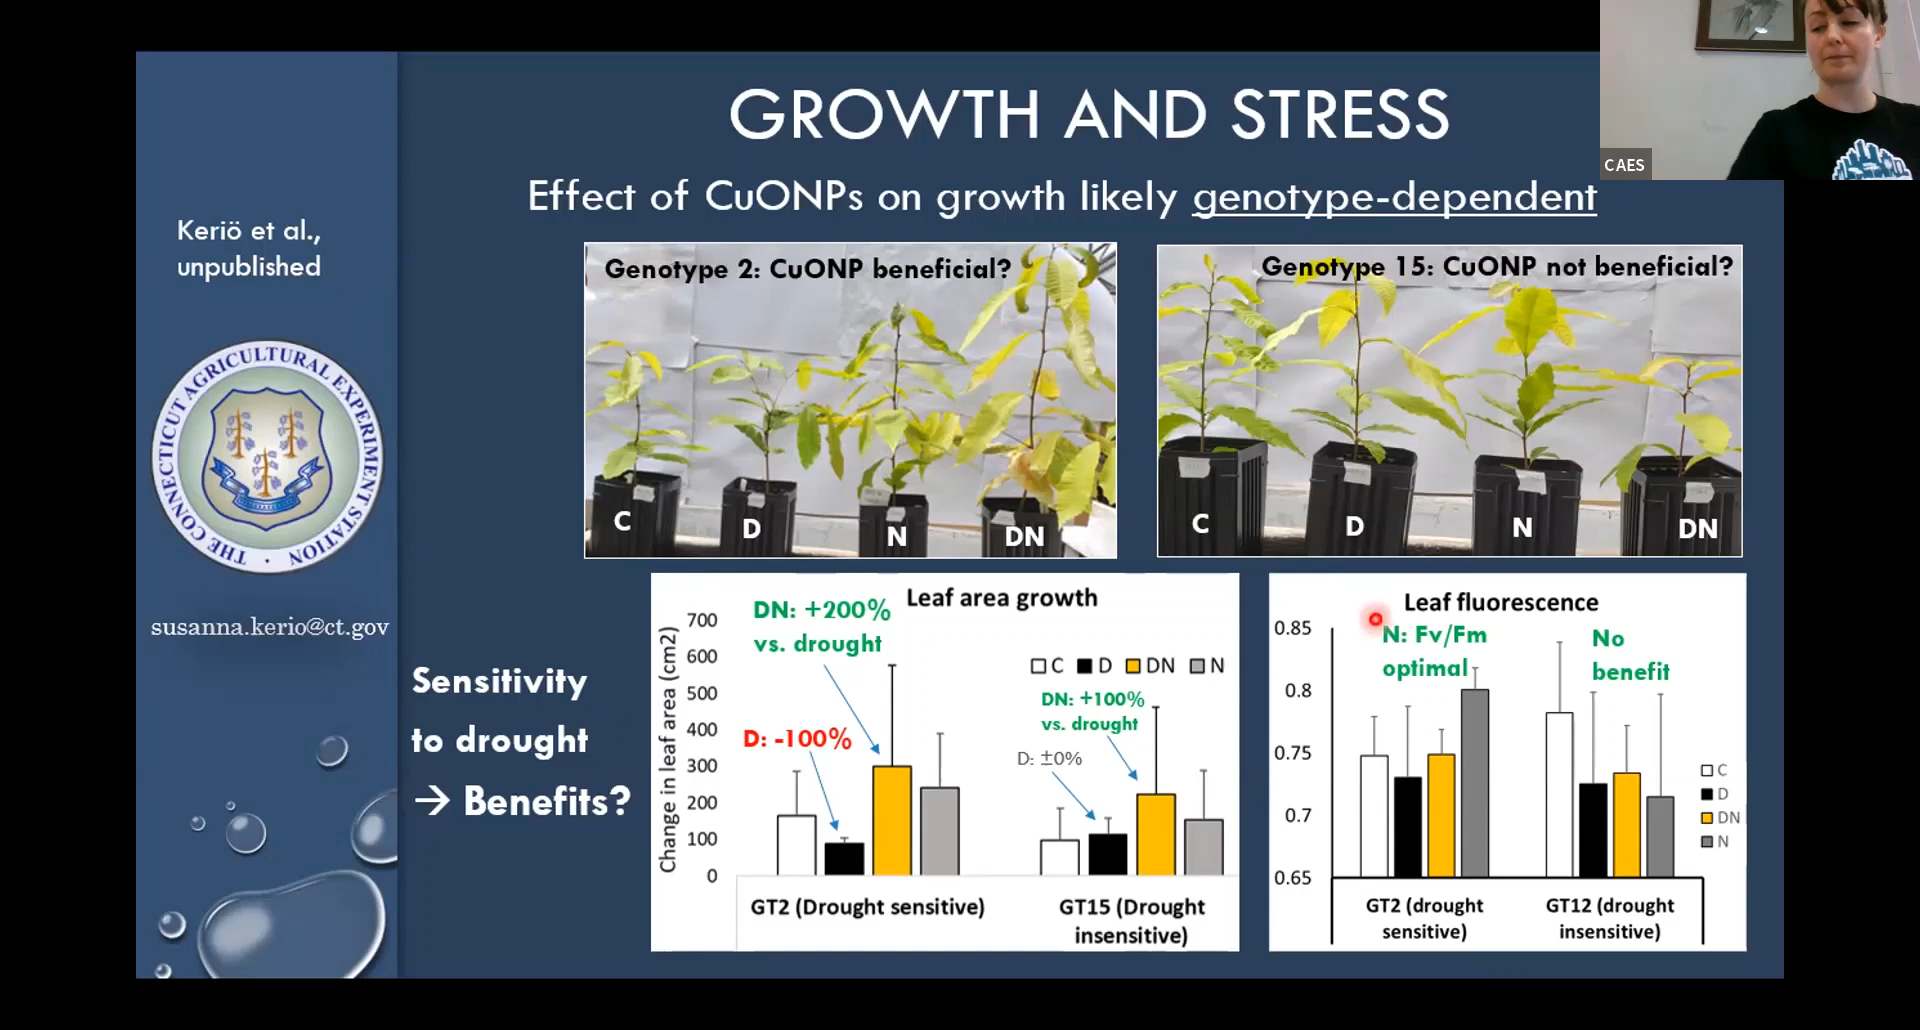 GROWTH AND STRESS
CAES
Effect of CuONPs on growth likely genotype-dependent
Keriö et al.,
unpublished
THE CONNECTICUT AGRICULTURAL EXPERIMENT STATION
susanna.kerio@ct.gov
Genotype 2: CuONP beneficial?
C D N DN
Genotype 15: CuONP not beneficial?
C D N DN
Sensitivity
to drought
→ Benefits?
Leaf area growth
DN: +200%
vs. drought
D: -100%
C D DN N
DN: +100%
vs. drought
D: ±0%
Change in leaf area (cm2)
700
600
500
400
300
200
100
0
GT2 (Drought sensitive)
GT15 (Drought
insensitive)
Leaf fluorescence
N: Fv/Fm
optimal
No
benefit
0.85
0.8
0.75
0.7
0.65
C
D
DN
N
GT2 (drought
sensitive)
GT12 (drought
insensitive)